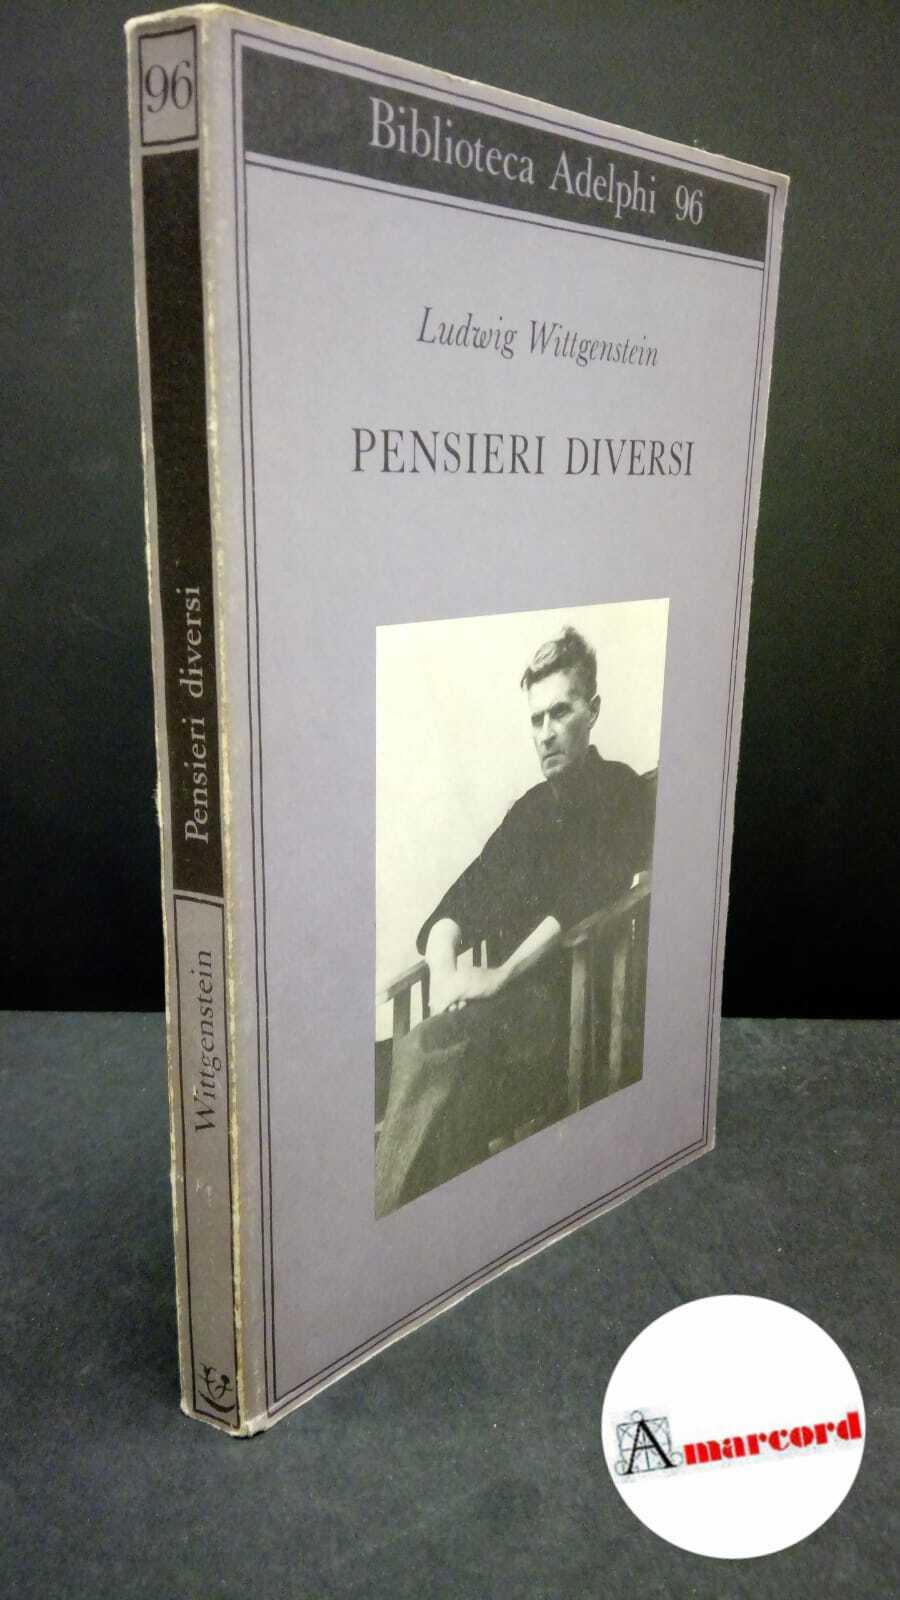 96
Pensieri diversi
Wittgenstein
Biblioteca Adelphi 96
Ludwig Wittgenstein
PENSIERI DIVERSI
Amarcord